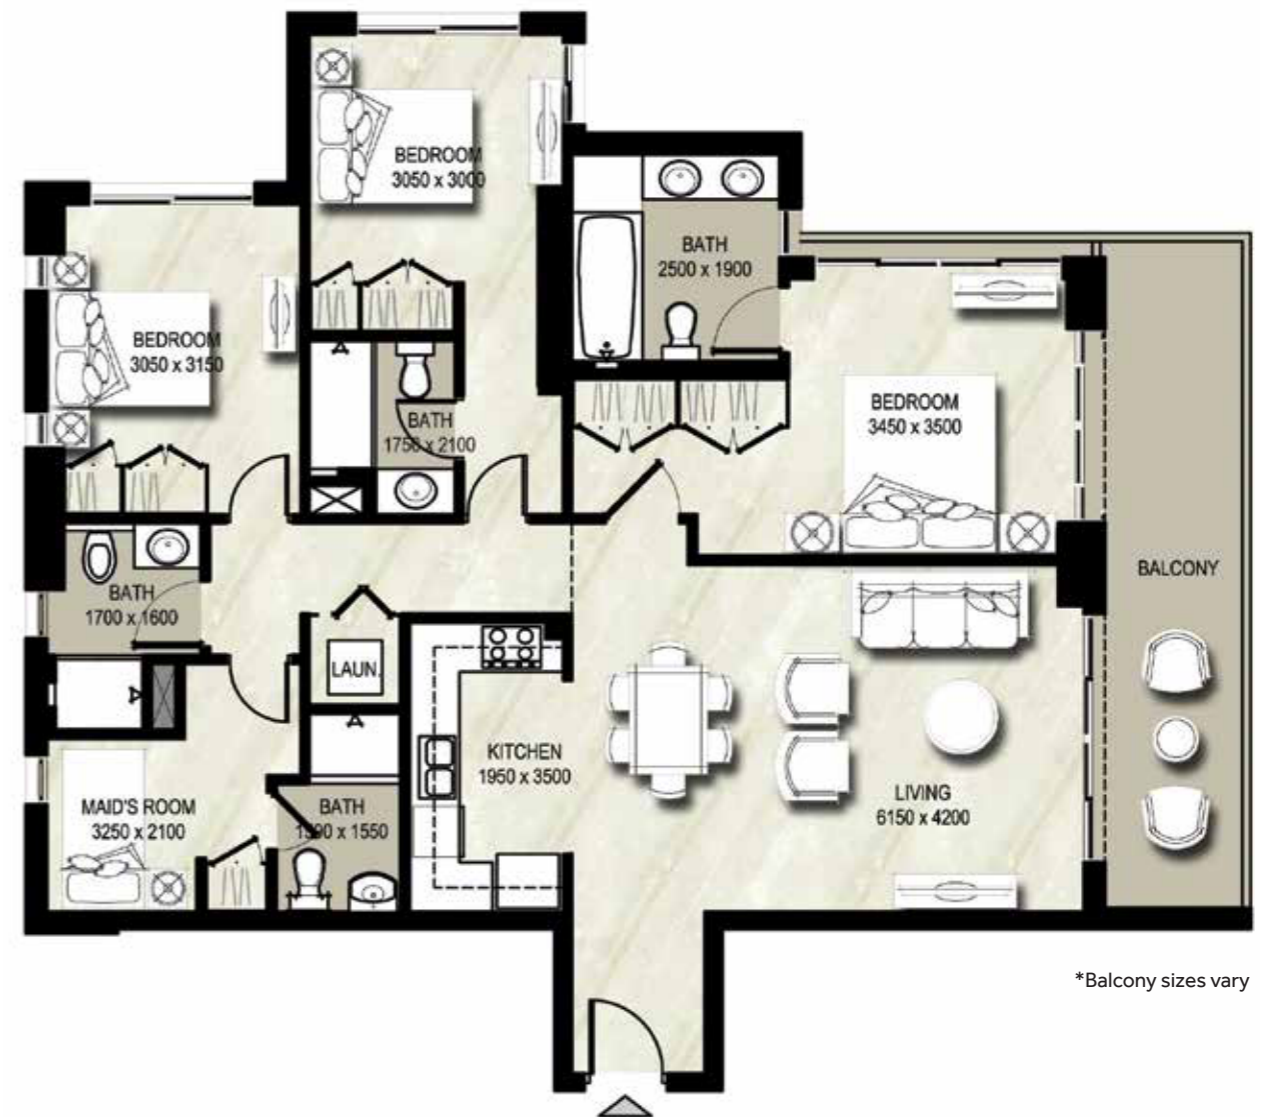 BEDROOM
3050 x 3000
BATH
2500 x 1900
BEDROOM
3050 x 3150
BEDROOM
3450 x 3500
BATH
1750 x 2100
BALCONY
BATH
1700 x 1600
LAUN.
KITCHEN
1950 x 3500
LIVING
6150 x 4200
MAID'S ROOM
3250 x 2100
BATH
x 1550
*Balcony sizes vary